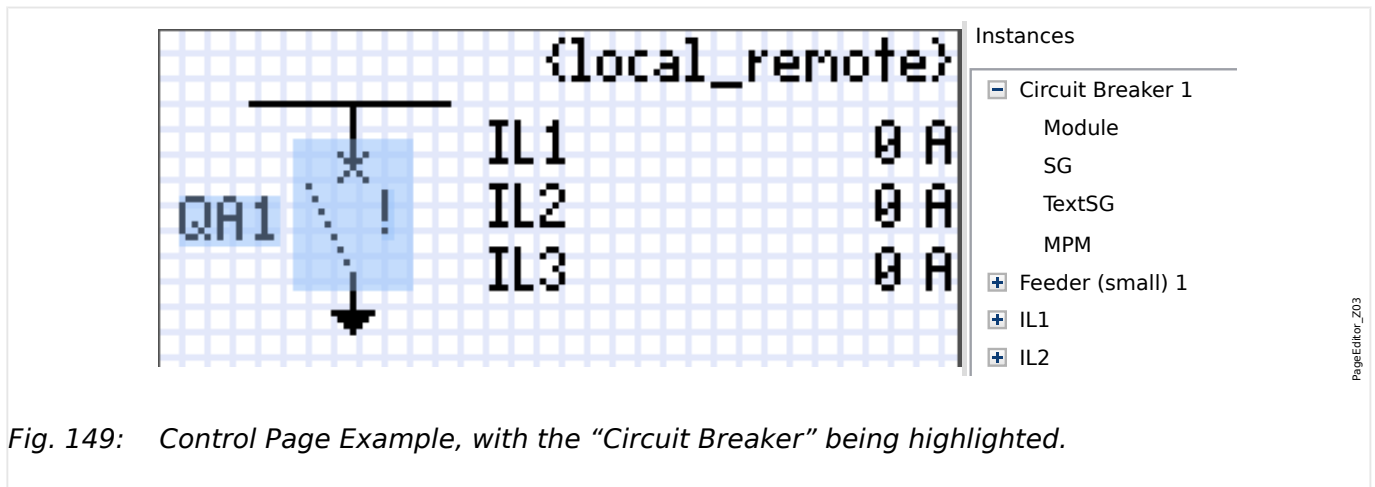 {local_remote}
QA1
!
IL1 0 A
IL2 0 A
IL3 0 A
Instances
Circuit Breaker 1
Module
SG
TextSG
MPM
Feeder (small) 1
IL1
IL2
PageEditor_Z03
Fig. 149: Control Page Example, with the “Circuit Breaker” being highlighted.